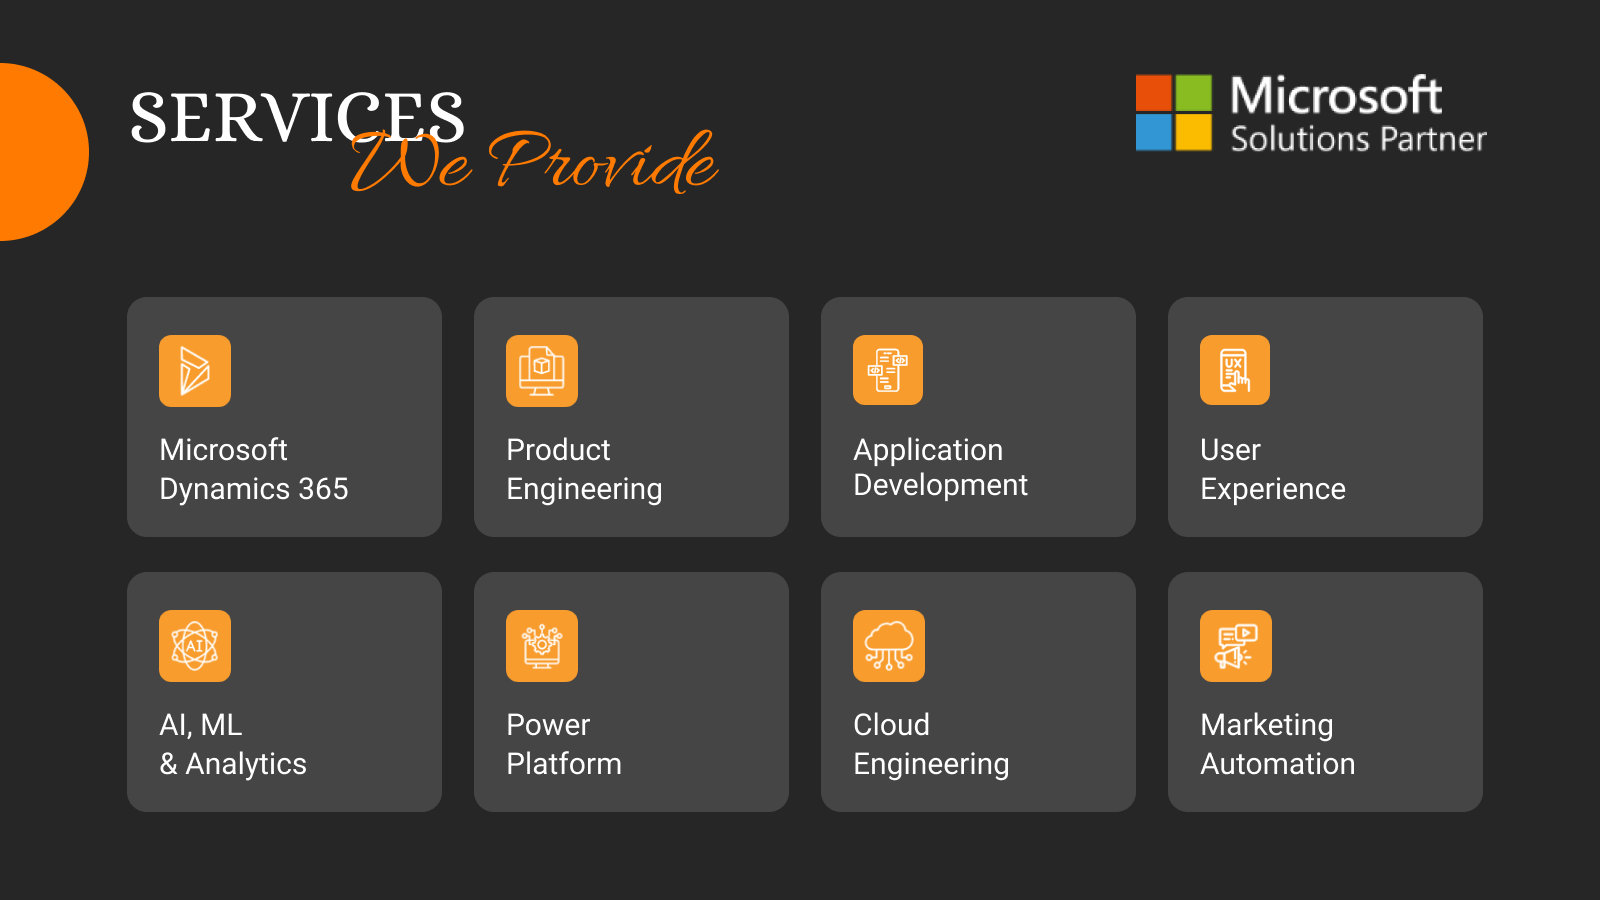 SERVICES
We Provide
Microsoft
Solutions Partner
Microsoft
Dynamics 365
Product
Engineering
Application
Development
UX
User
Experience
AI
AI, ML
& Analytics
Power
Platform
Cloud
Engineering
Marketing
Automation